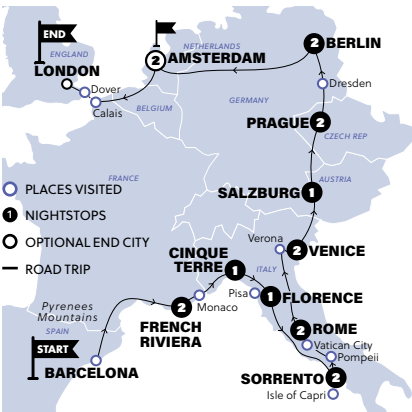 END
ENGLAND
LONDON
Dover
Calais
2
AMSTERDAM
NETHERLANDS
BELGIUM
2
BERLIN
GERMANY
Dresden
PRAGUE
2
CZECH REP
FRANCE
AUSTRIA
SALZBURG
1
PLACES VISITED
1
NIGHTSTOPS
OPTIONAL END CITY
ROAD TRIP
Verona
2
VENICE
CINQUE
TERRE
1
ITALY
Pisa
1
FLORENCE
Monaco
2
FRENCH
RIVIERA
Pyrenees
Mountains
SPAIN
START
BARCELONA
2
ROME
Vatican City
Pompeii
SORRENTO
2
Isle of Capri